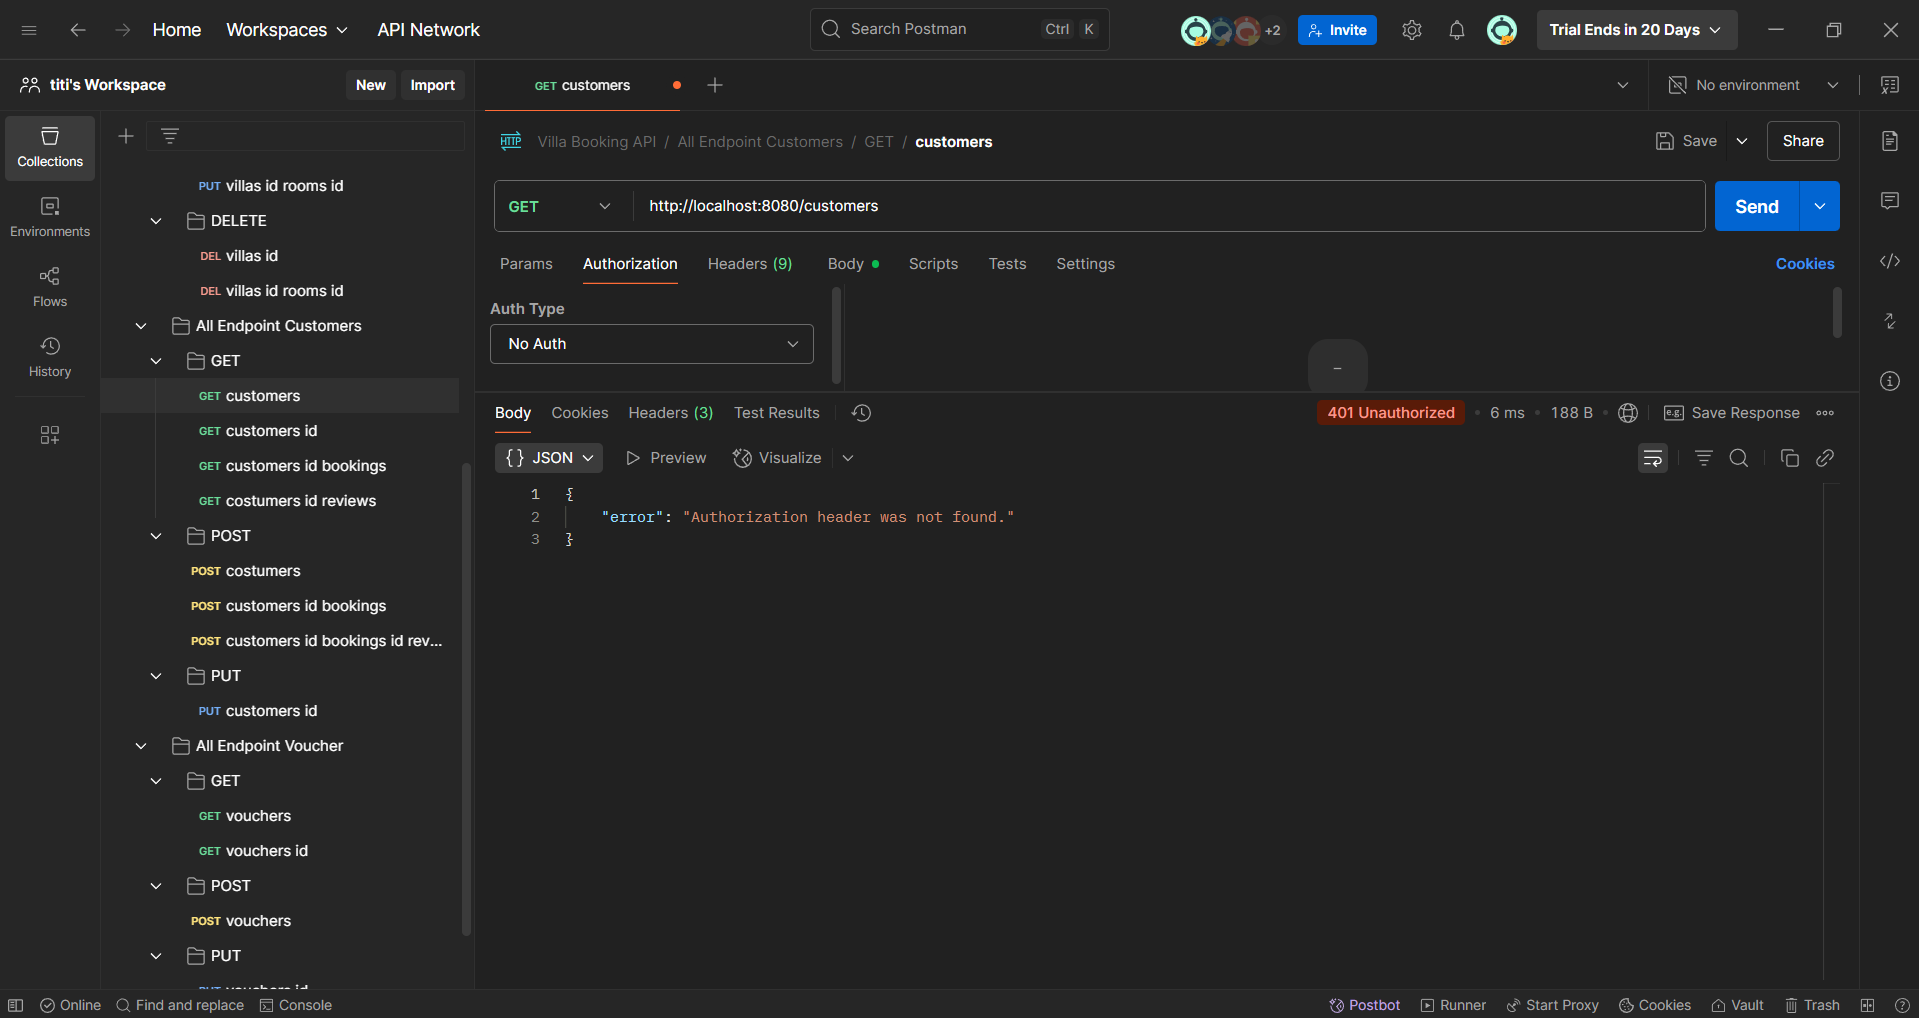 Home Workspaces API Network Search Postman Ctrl K +2 Invite Trial Ends in 20 Days
titi's Workspace New Import GET customers No environment
Villa Booking API / All Endpoint Customers / GET / customers Save Share
GET http://localhost:8080/customers Send
Params Authorization Headers (9) Body Scripts Tests Settings Cookies
Auth Type
No Auth
Body Cookies Headers (3) Test Results 401 Unauthorized 6 ms 188 B e.g. Save Response
{} JSON Preview Visualize
1 {
2 "error": "Authorization header was not found."
3 }
Collections
Environments
Flows
History
PUT villas id rooms id
DELETE
DEL villas id
DEL villas id rooms id
All Endpoint Customers
GET
GET customers
GET customers id
GET customers id bookings
GET costumers id reviews
POST
POST costumers
POST customers id bookings
POST customers id bookings id rev...
PUT
PUT customers id
All Endpoint Voucher
GET
GET vouchers
GET vouchers id
POST
POST vouchers
PUT
PUT vouchers id
Online Find and replace Console Postbot Runner Start Proxy Cookies Vault Trash